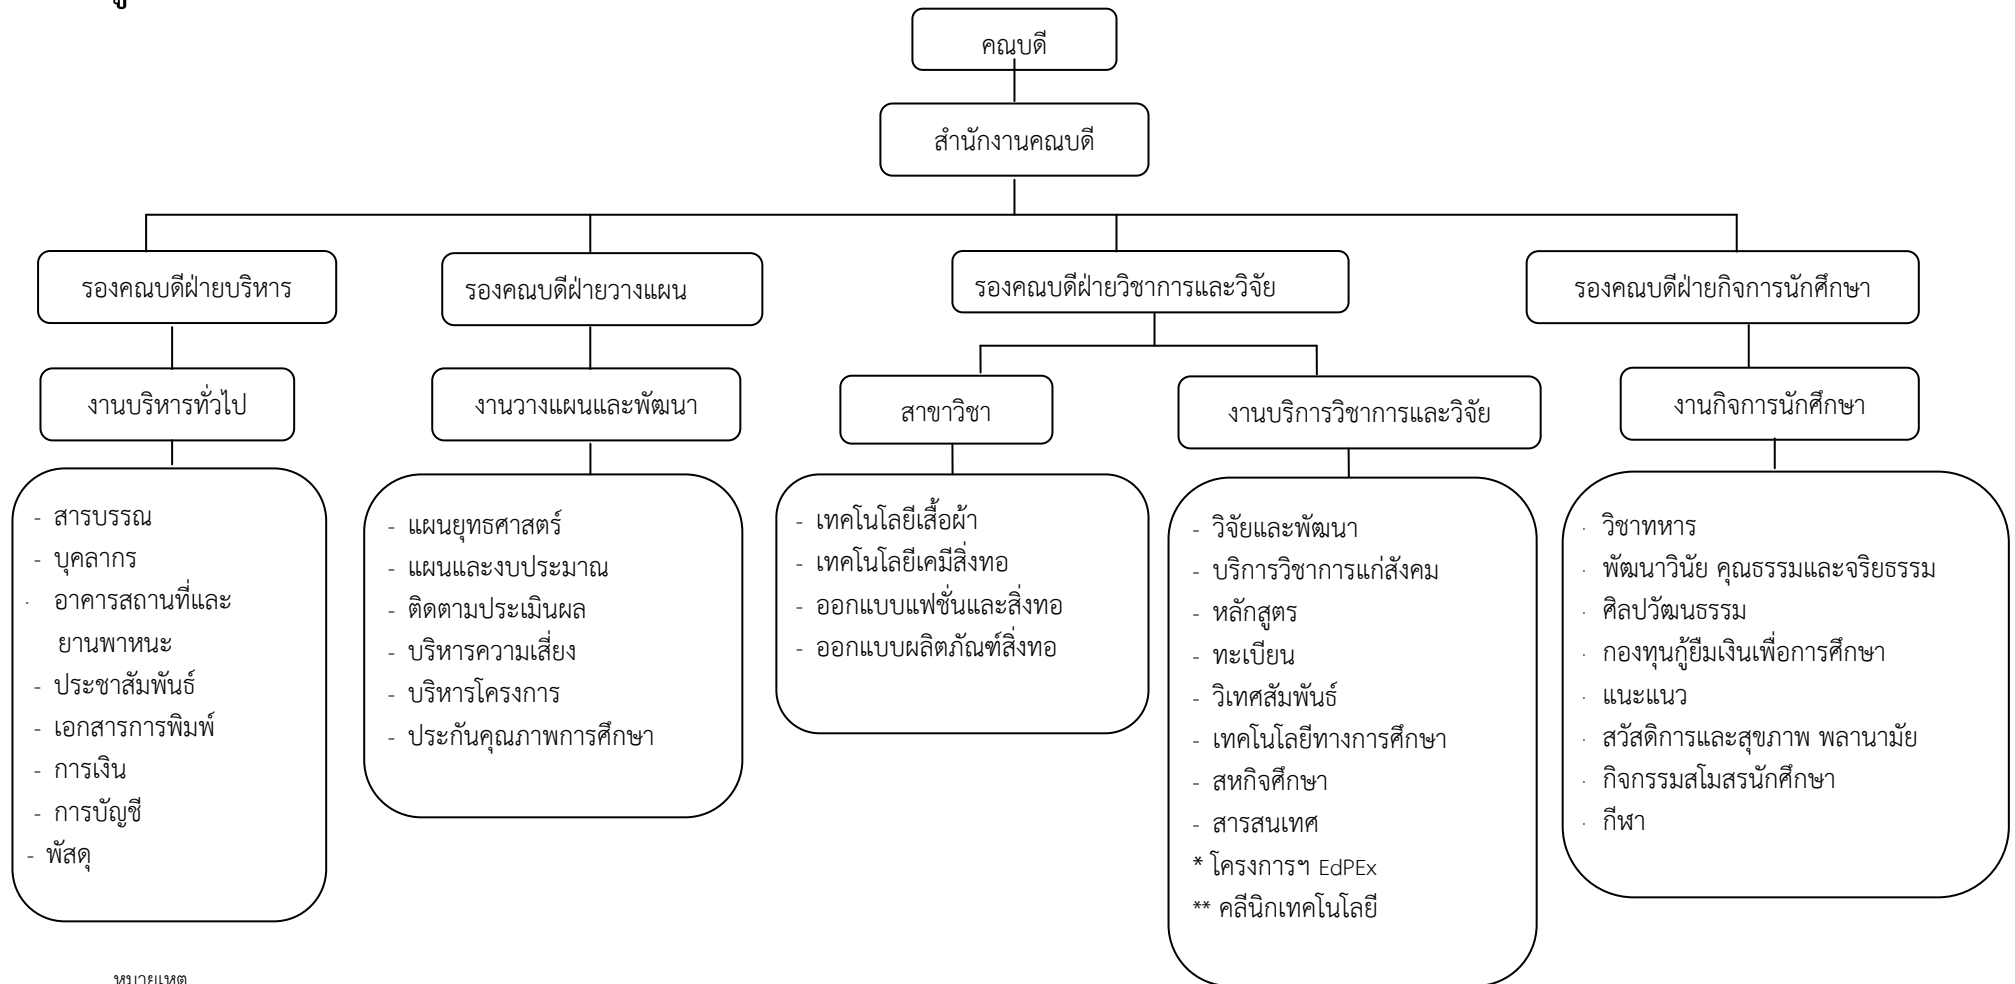 คณบดี
สำนักงานคณบดี
รองคณบดีฝ่ายบริหาร
รองคณบดีฝ่ายวางแผน
รองคณบดีฝ่ายวิชาการและวิจัย
รองคณบดีฝ่ายกิจการนักศึกษา
งานบริหารทั่วไป
งานวางแผนและพัฒนา
สาขาวิชา
งานบริการวิชาการและวิจัย
งานกิจการนักศึกษา
- สารบรรณ
- บุคลากร
· อาคารสถานที่และ
ยานพาหนะ
- ประชาสัมพันธ์
- เอกสารการพิมพ์
- การเงิน
- การบัญชี
- พัสดุ
- แผนยุทธศาสตร์
- แผนและงบประมาณ
- ติดตามประเมินผล
- บริหารความเสี่ยง
- บริหารโครงการ
- ประกันคุณภาพการศึกษา
- เทคโนโลยีเสื้อผ้า
- เทคโนโลยีเคมีสิ่งทอ
- ออกแบบแฟชั่นและสิ่งทอ
- ออกแบบผลิตภัณฑ์สิ่งทอ
- วิจัยและพัฒนา
- บริการวิชาการแก่สังคม
- หลักสูตร
- ทะเบียน
- วิเทศสัมพันธ์
- เทคโนโลยีทางการศึกษา
- สหกิจศึกษา
- สารสนเทศ
* โครงการฯ EdPEx
** คลีนิกเทคโนโลยี
· วิชาทหาร
· พัฒนาวินัย คุณธรรมและจริยธรรม
· ศิลปวัฒนธรรม
· กองทุนกู้ยืมเงินเพื่อการศึกษา
· แนะแนว
· สวัสดิการและสุขภาพ พลานามัย
· กิจกรรมสโมสรนักศึกษา
· กีฬา
หมายเหต